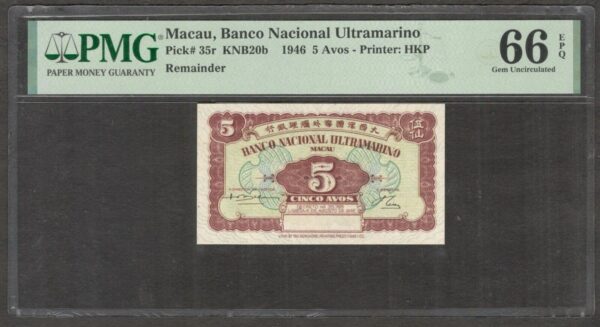 PMG
PAPER MONEY GUARANTY
Macau, Banco Nacional Ultramarino
Pick# 35r KNB20b 1946 5 Avos - Printer: HKP
Remainder
66 EPQ
Gem Uncirculated
5
伍仙
行銀理滙外海國洋西大
BANCO NACIONAL ULTRAMARINO
MACAU
5
CINCO AVOS